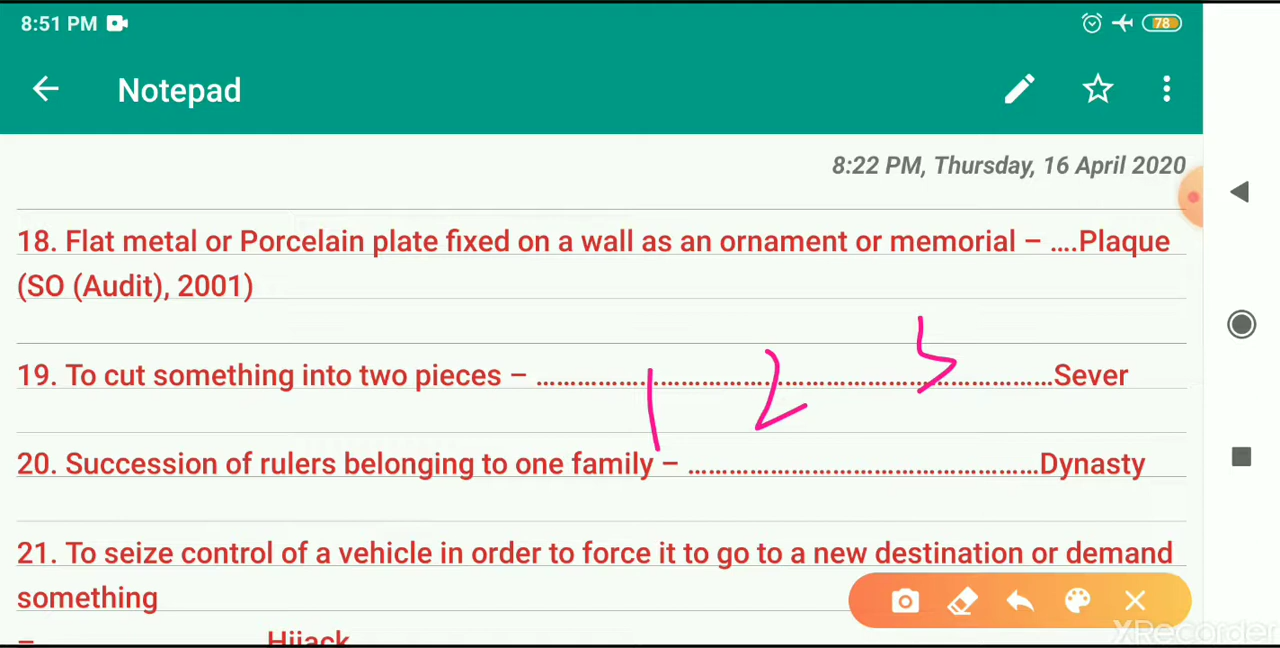 8:51 PM
78
Notepad
8:22 PM, Thursday, 16 April 2020
18. Flat metal or Porcelain plate fixed on a wall as an ornament or memorial – ....Plaque
(SO (Audit), 2001)
19. To cut something into two pieces – ..................................................................Sever
1 2 3
20. Succession of rulers belonging to one family – .............................................Dynasty
21. To seize control of a vehicle in order to force it to go to a new destination or demand
something
– Hijack
XRecorder